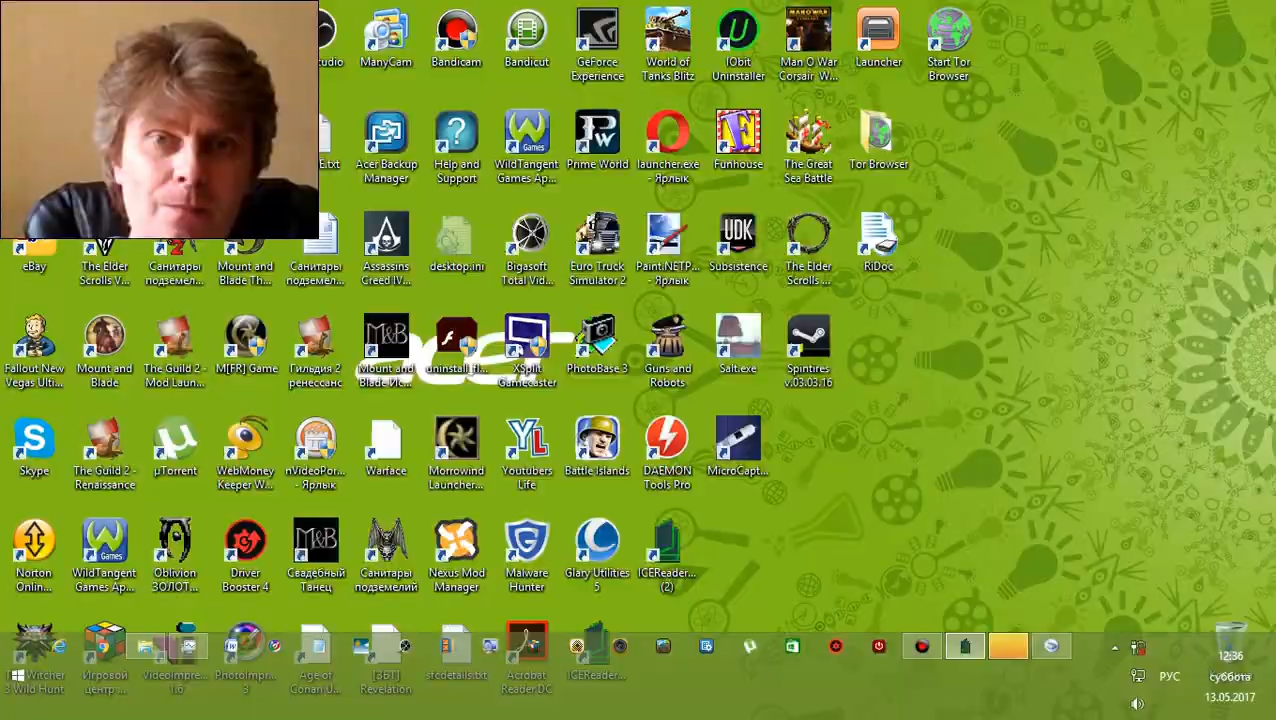 ManyCam
Bandicam
Bandicut
GeForce
Experience
World of
Tanks Blitz
IObit
Uninstaller
Man O War
Corsair W...
Launcher
Start Tor
Browser
Acer Backup
Manager
Help and
Support
WildTangent
Games Ap...
Prime World
launcher.exe
- Ярлык
Funhouse
The Great
Sea Battle
Tor Browser
eBay
The Elder
Scrolls V...
Санитары
подземел...
Mount and
Blade Th...
Санитары
подземел...
Assassins
Creed IV...
desktop.ini
Bigasoft
Total Vid...
Euro Truck
Simulator 2
Paint.NETP...
Ярлык
UDK
Subsistence
The Elder
Scrolls ...
RiDoc
Fallout New
Vegas Ulti...
Mount and
Blade
The Guild 2 -
Mod Laun...
M[FR] Game
Гильдия 2
ренессанс
M&B
Mount and
Blade Ис...
acer
uninstall_fl...
XSplit
Gamecaster
PhotoBase 3
Guns and
Robots
Salt.exe
Spintires
v.03.03.16
Skype
The Guild 2 -
Renaissance
µTorrent
WebMoney
Keeper W...
nVideoPor...
- Ярлык
Warface
Morrowind
Launcher...
YL
Youtubers
Life
Battle Islands
DAEMON
Tools Pro
MicroCapt...
Norton
Onlin...
WildTangent
Games Ap...
Oblivion
ЗОЛОТ...
Driver
Booster 4
M&B
Свадебный
Танец
Санитары
подземелий
Nexus Mod
Manager
Malware
Hunter
Glary Utilities
5
ICEReader...
(2)
Witcher
3 Wild Hunt
Игровой
центр ...
VideoImpre...
1.6
PhotoImpr...
3
Age of
Conan U...
[ЗБТ]
Revelation
sfcdetails.txt
Acrobat
Reader DC
ICEReader...
РУС
12:36
суббота
13.05.2017